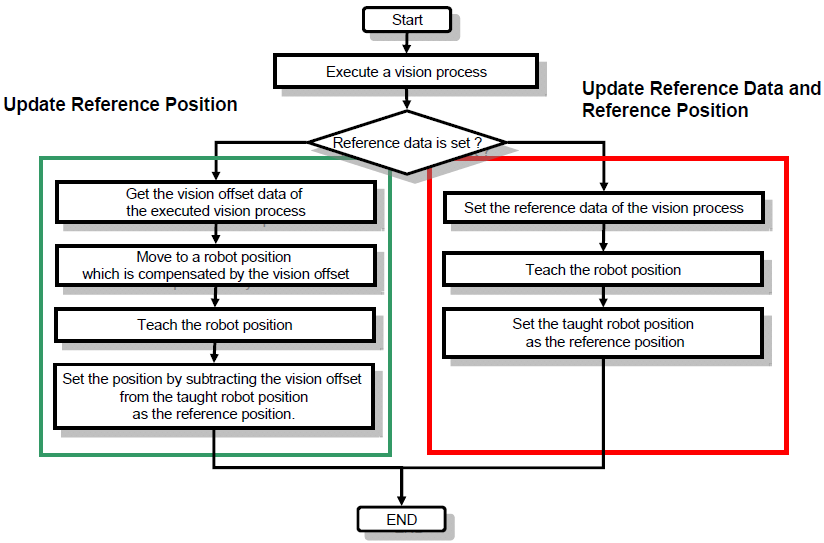 Start
Execute a vision process
Update Reference Position
Update Reference Data and
Reference Position
Reference data is set ?
Get the vision offset data of
the executed vision process
Move to a robot position
which is compensated by the vision offset
Teach the robot position
Set the position by subtracting the vision offset
from the taught robot position
as the reference position.
Set the reference data of the vision process
Teach the robot position
Set the taught robot position
as the reference position
END